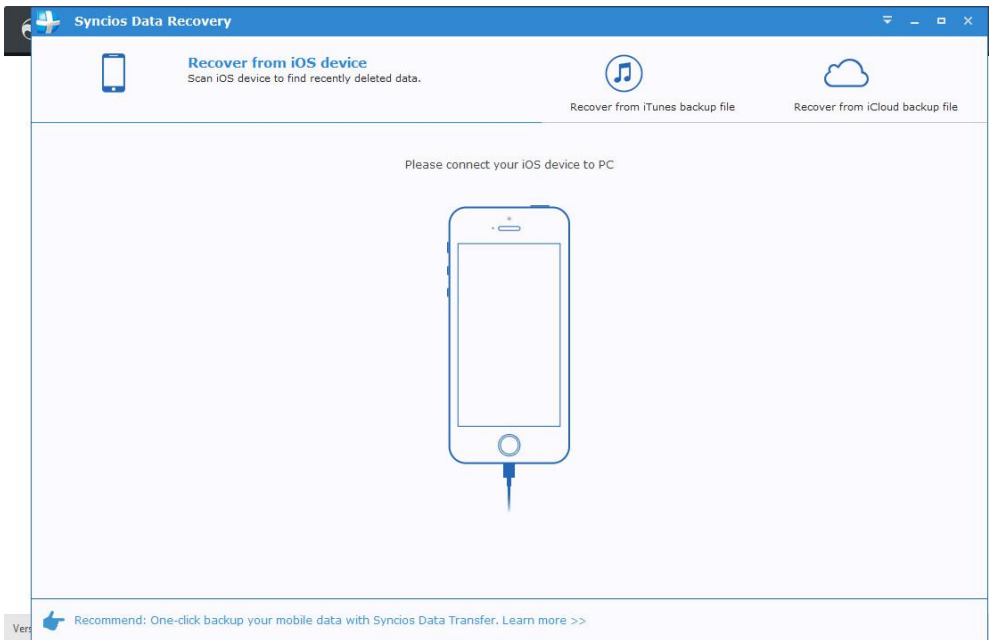 Syncios Data Recovery
Recover from iOS device
Scan iOS device to find recently deleted data.
Recover from iTunes backup file
Recover from iCloud backup file
Please connect your iOS device to PC
Recommend: One-click backup your mobile data with Syncios Data Transfer. Learn more >>